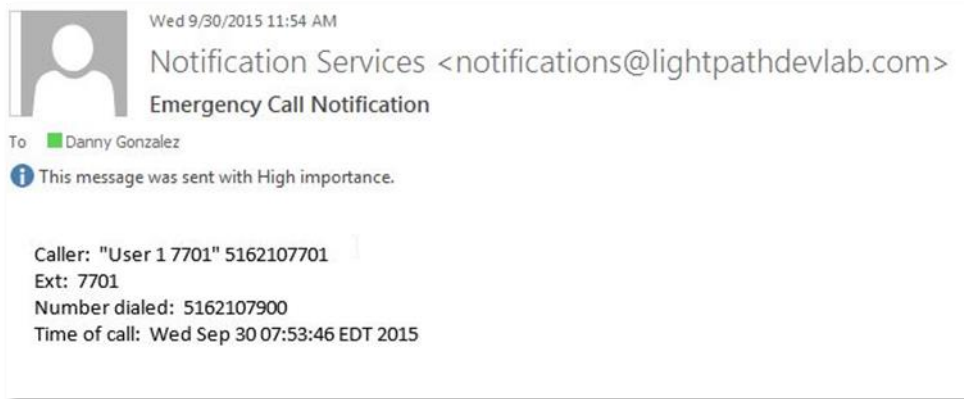 Wed 9/30/2015 11:54 AM
Notification Services <notifications@lightpathdevlab.com>
Emergency Call Notification
To Danny Gonzalez
This message was sent with High importance.
Caller: "User 1 7701" 5162107701
Ext: 7701
Number dialed: 5162107900
Time of call: Wed Sep 30 07:53:46 EDT 2015